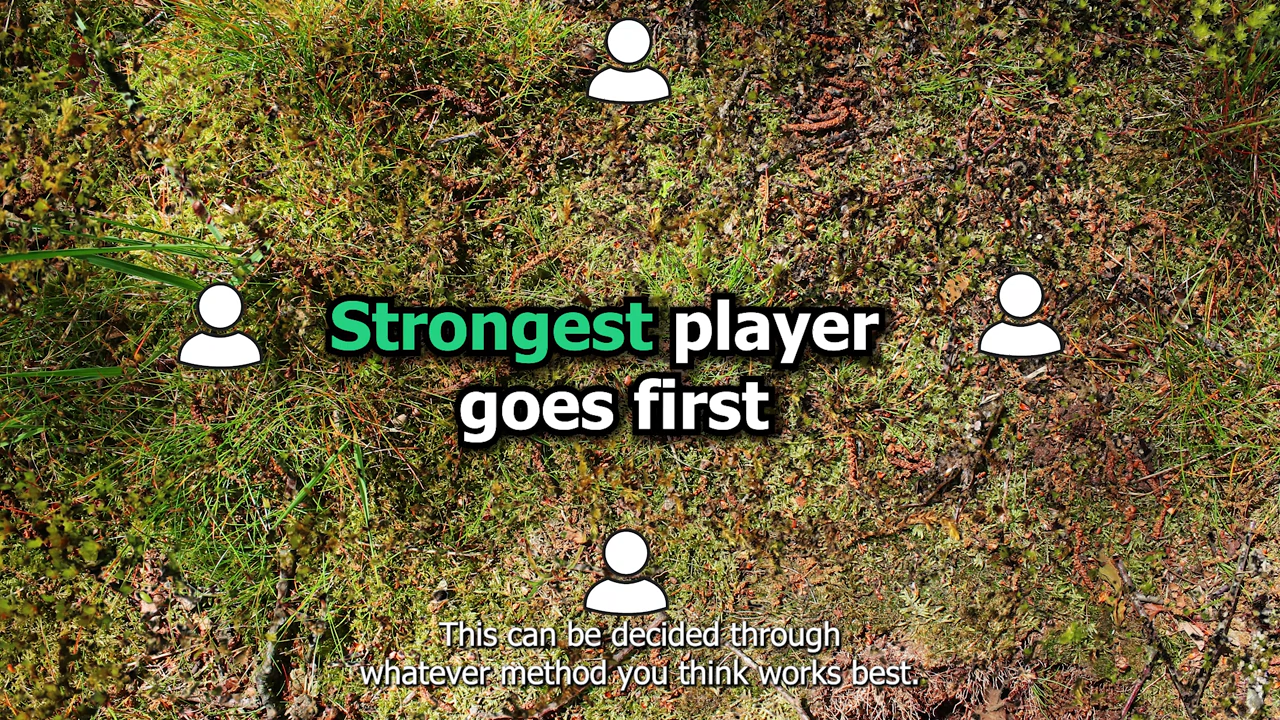 Strongest player
goes first
This can be decided through
whatever method you think works best.